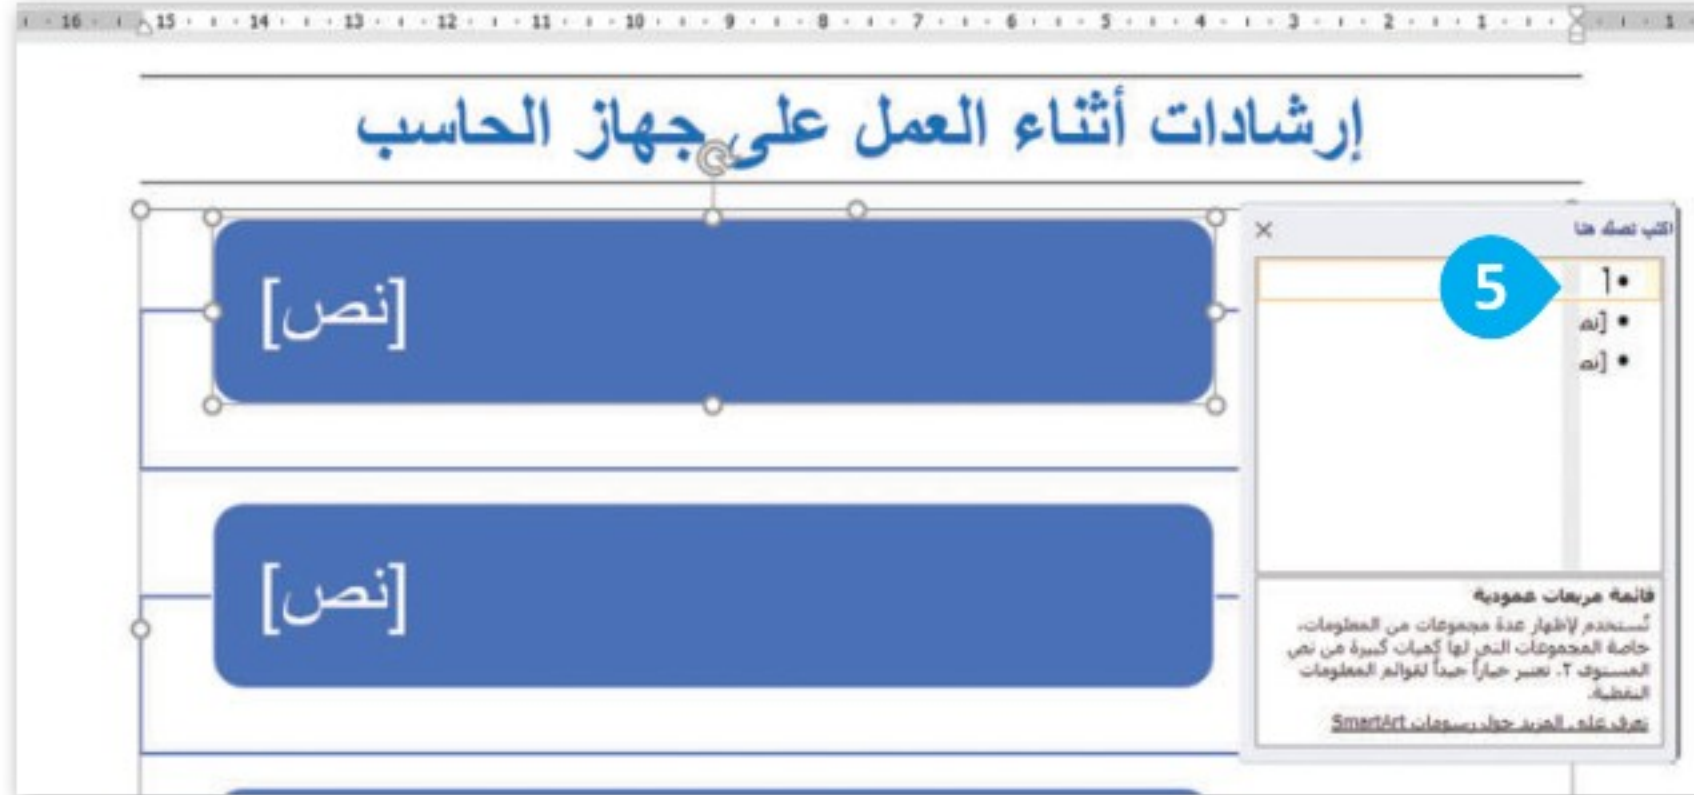 16 · 15 · 14 · 13 · 12 · 11 · 10 · 9 · 8 · 7 · 6 · 5 · 4 · 3 · 2 · 1 · 1
إرشادات أثناء العمل على جهاز الحاسب
[نص]
[نص]
اكتب نصك هنا
5
• [نص
• [نص
قائمة مربعات عمودية
تُستخدم لإظهار عدة مجموعات من المعلومات،
خاصة المجموعات التي لها كميات كبيرة من نص
المستوى ٢. تعتبر خياراً جيداً لقوائم المعلومات
النقطية.
تعرف على المزيد حول رسومات SmartArt